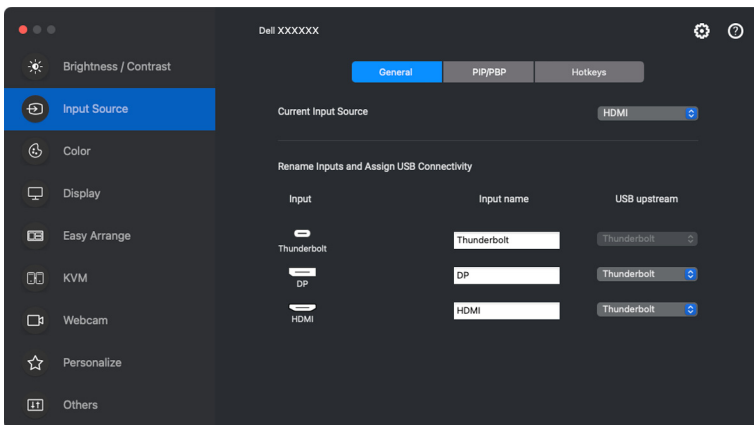 Dell XXXXXX
Brightness / Contrast
Input Source
Color
Display
Easy Arrange
KVM
Webcam
Personalize
Others
General PIP/PBP Hotkeys
Current Input Source HDMI
Rename Inputs and Assign USB Connectivity
Input Input name USB upstream
Thunderbolt Thunderbolt Thunderbolt
DP DP Thunderbolt
HDMI HDMI Thunderbolt